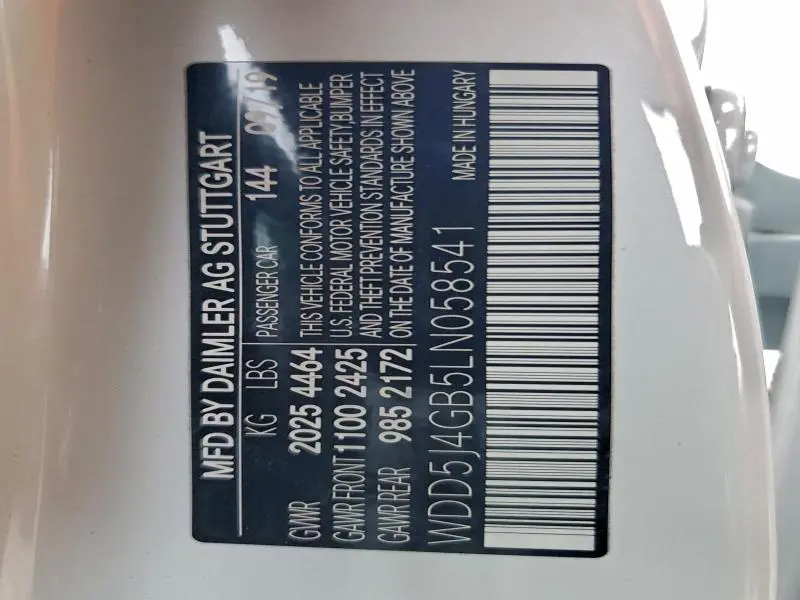 MFD BY DAIMLER AG STUTTGART
KG LBS PASSENGER CAR 144 09/19
GVWR 2025 4464 THIS VEHICLE CONFORMS TO ALL APPLICABLE
GAWR FRONT 1100 2425 U.S. FEDERAL MOTOR VEHICLE SAFETY,BUMPER
GAWR REAR 985 2172 AND THEFT PREVENTION STANDARDS IN EFFECT
ON THE DATE OF MANUFACTURE SHOWN ABOVE
WDD5J4GB5LN058541 MADE IN HUNGARY